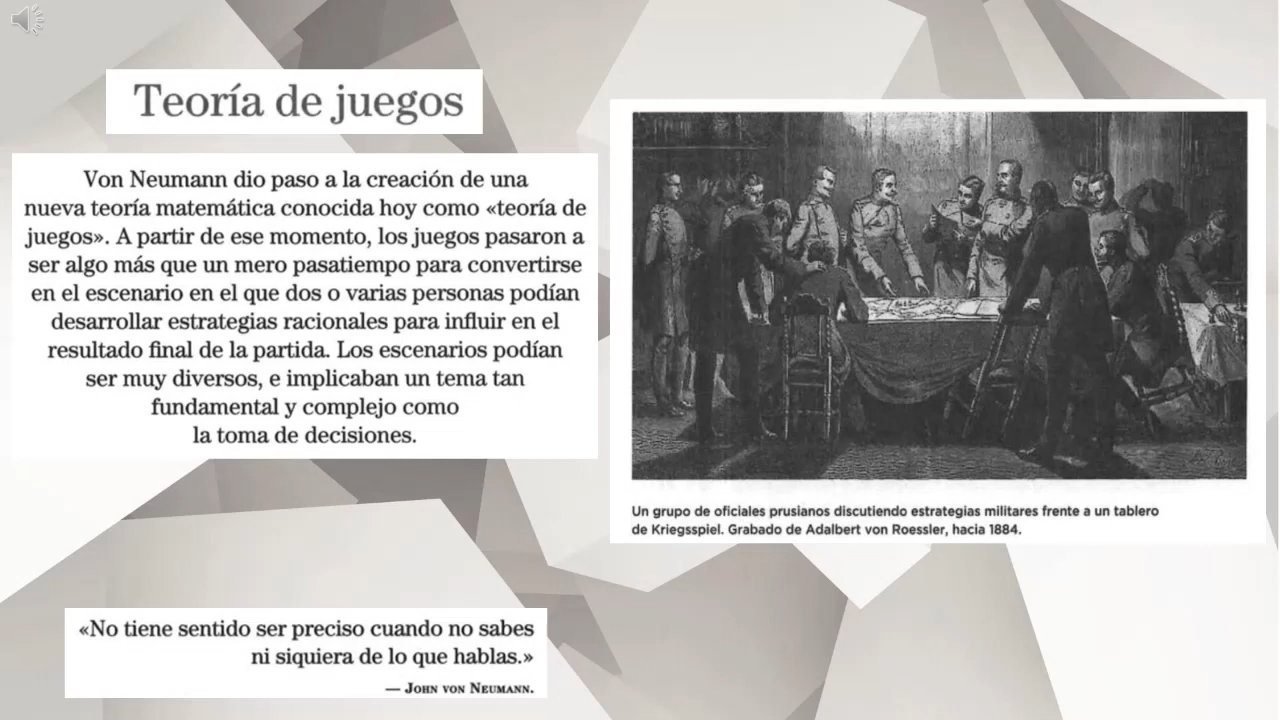 Teoría de juegos
Von Neumann dio paso a la creación de una
nueva teoría matemática conocida hoy como «teoría de
juegos». A partir de ese momento, los juegos pasaron a
ser algo más que un mero pasatiempo para convertirse
en el escenario en el que dos o varias personas podían
desarrollar estrategias racionales para influir en el
resultado final de la partida. Los escenarios podían
ser muy diversos, e implicaban un tema tan
fundamental y complejo como
la toma de decisiones.
Un grupo de oficiales prusianos discutiendo estrategias militares frente a un tablero
de Kriegsspiel. Grabado de Adalbert von Roessler, hacia 1884.
«No tiene sentido ser preciso cuando no sabes
ni siquiera de lo que hablas.»
— John von Neumann.